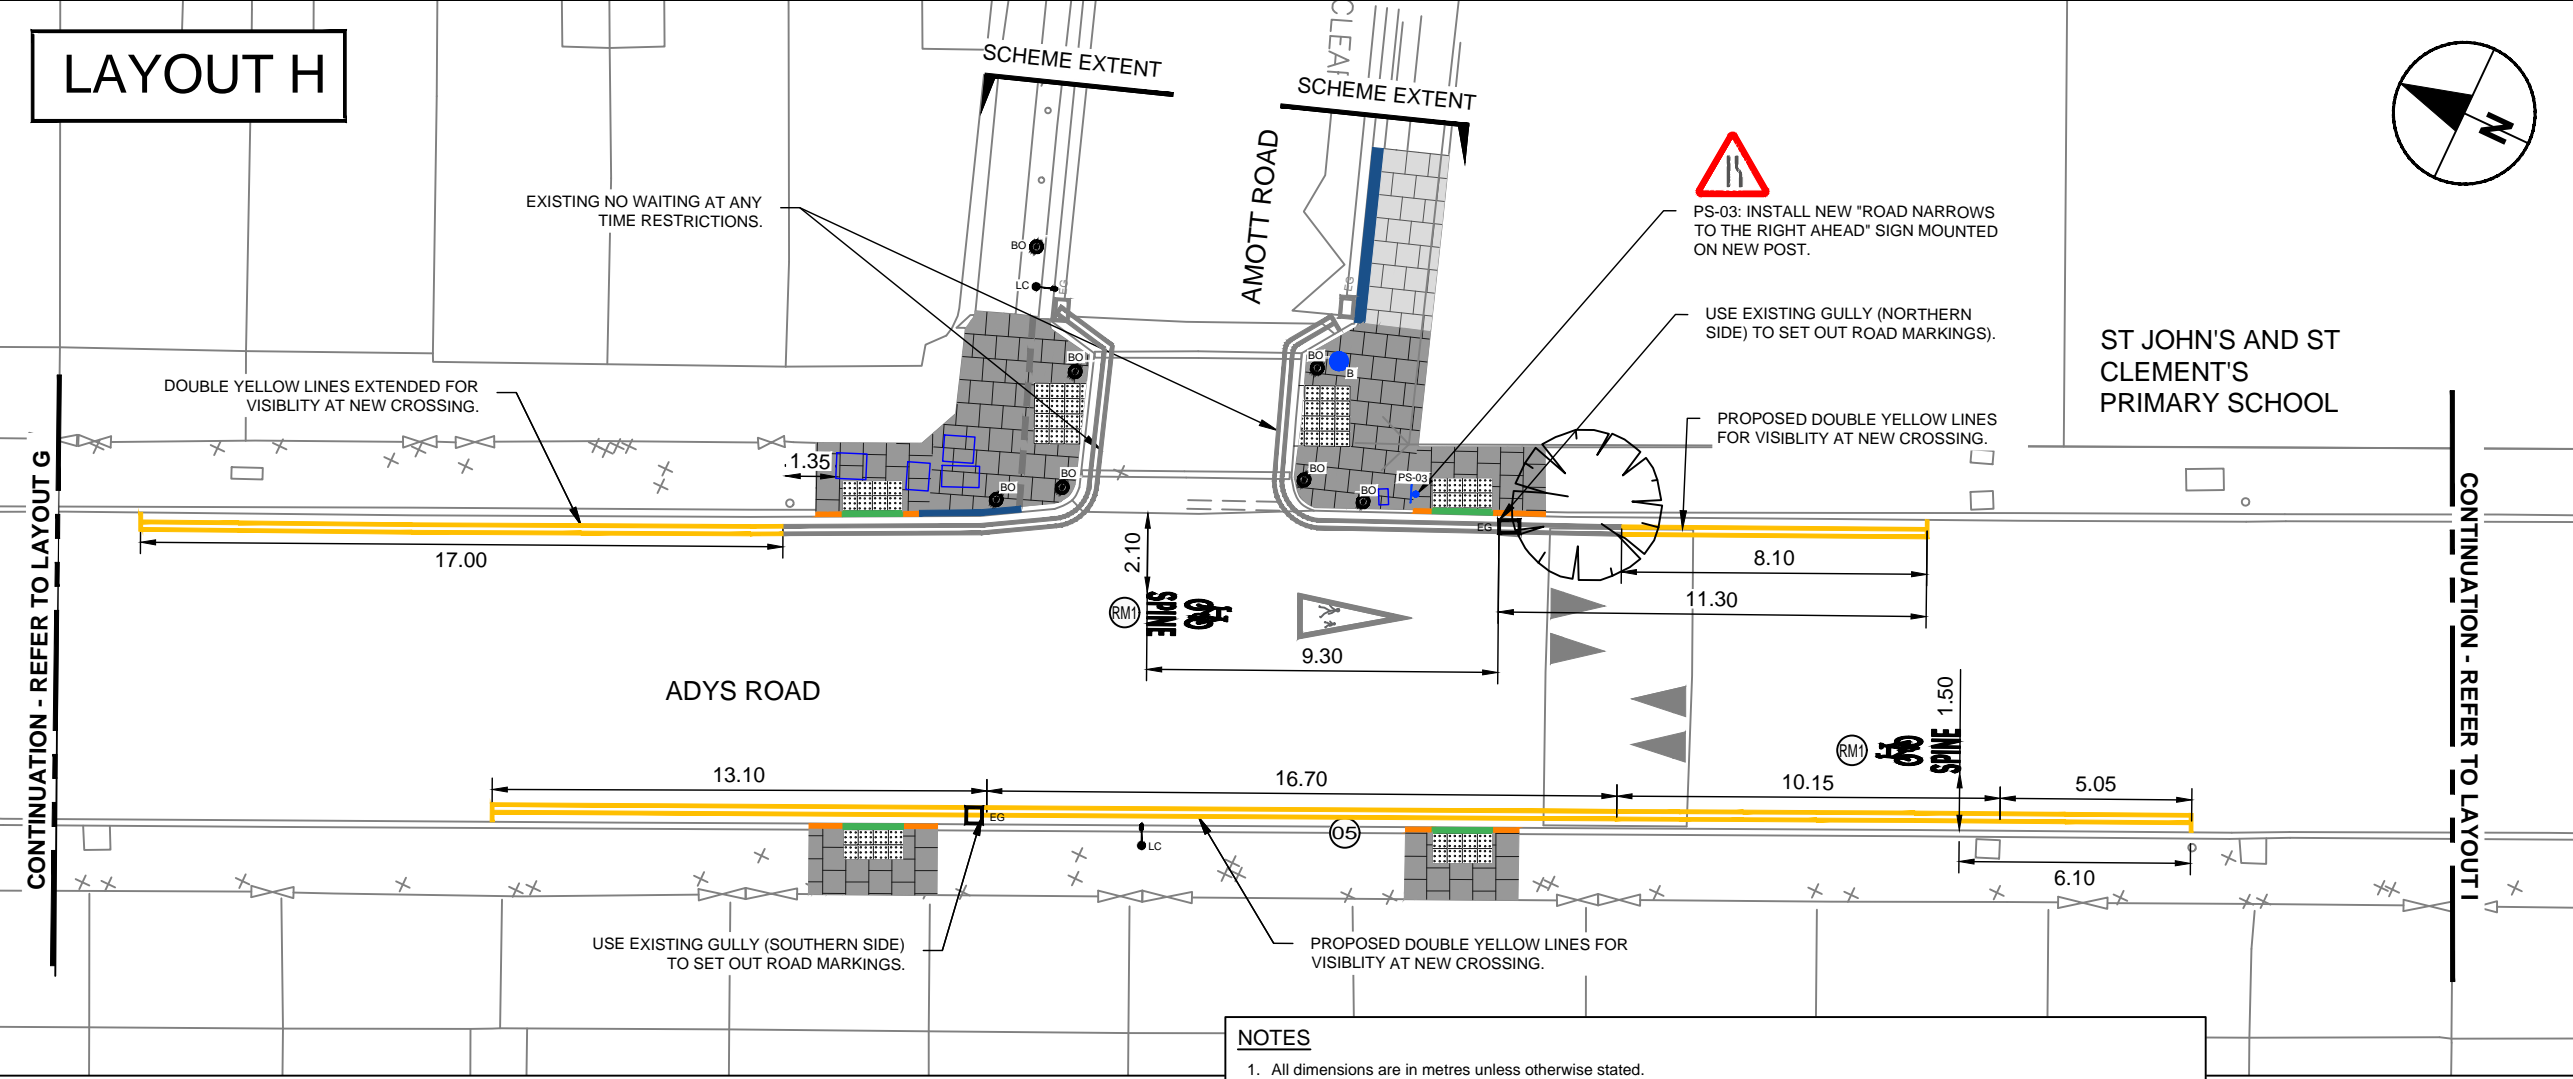 LAYOUT H
SCHEME EXTENT
SCHEME EXTENT
N
AMOTT ROAD
EXISTING NO WAITING AT ANY
TIME RESTRICTIONS.
PS-03: INSTALL NEW "ROAD NARROWS
TO THE RIGHT AHEAD" SIGN MOUNTED
ON NEW POST.
USE EXISTING GULLY (NORTHERN
SIDE) TO SET OUT ROAD MARKINGS).
ST JOHN'S AND ST
CLEMENT'S
PRIMARY SCHOOL
DOUBLE YELLOW LINES EXTENDED FOR
VISIBLITY AT NEW CROSSING.
PROPOSED DOUBLE YELLOW LINES
FOR VISIBLITY AT NEW CROSSING.
BO
LC
EG
EG
BO
BO
B
BO
BO
BO
BO
PS-03
EG
1.35
17.00
2.10
8.10
11.30
9.30
RM1
SPINE
ADYS ROAD
CONTINUATION - REFER TO LAYOUT G
CONTINUATION - REFER TO LAYOUT I
1.50
RM1
SPINE
13.10
16.70
10.15
5.05
EG
LC
05
6.10
USE EXISTING GULLY (SOUTHERN SIDE)
TO SET OUT ROAD MARKINGS.
PROPOSED DOUBLE YELLOW LINES FOR
VISIBLITY AT NEW CROSSING.
NOTES
1. All dimensions are in metres unless otherwise stated.